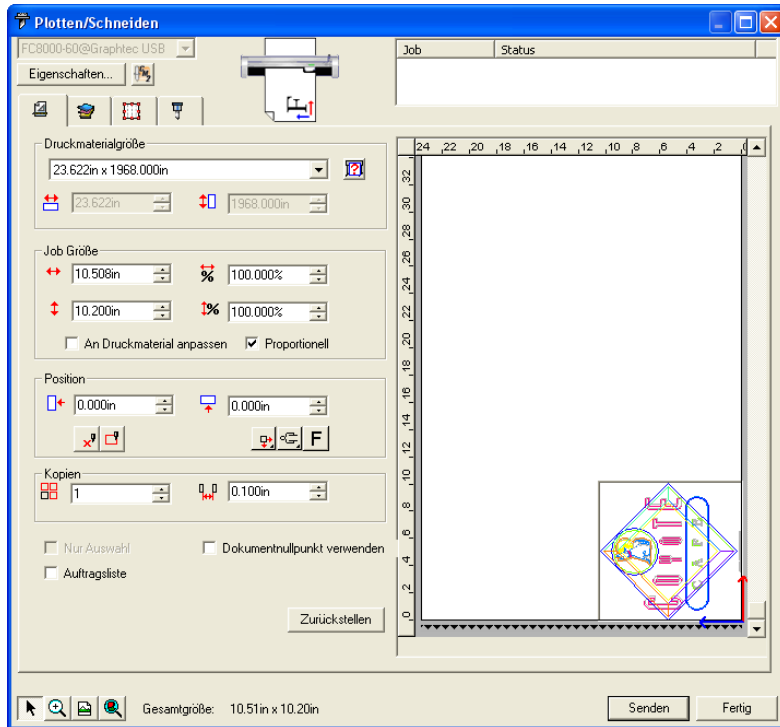 Plotten/Schneiden
FC8000-60@Graphtec USB
Job Status
Eigenschaften...
Druckmaterialgröße
23.622in x 1968.000in
23.622in 1968.000in
Job Größe
10.508in % 100.000%
10.200in % 100.000%
An Druckmaterial anpassen Proportionell
Position
0.000in 0.000in
F
Kopien
1 0.100in
Nur Auswahl Dokumentnullpunkt verwenden
Auftragsliste
Zurückstellen
24 22 20 18 16 14 12 10 8 6 4 2 0
32
30
28
26
24
22
20
18
16
14
12
10
8
6
4
2
0
COYOTE
CAFE
Gesamtgröße: 10.51in x 10.20in
Senden Fertig